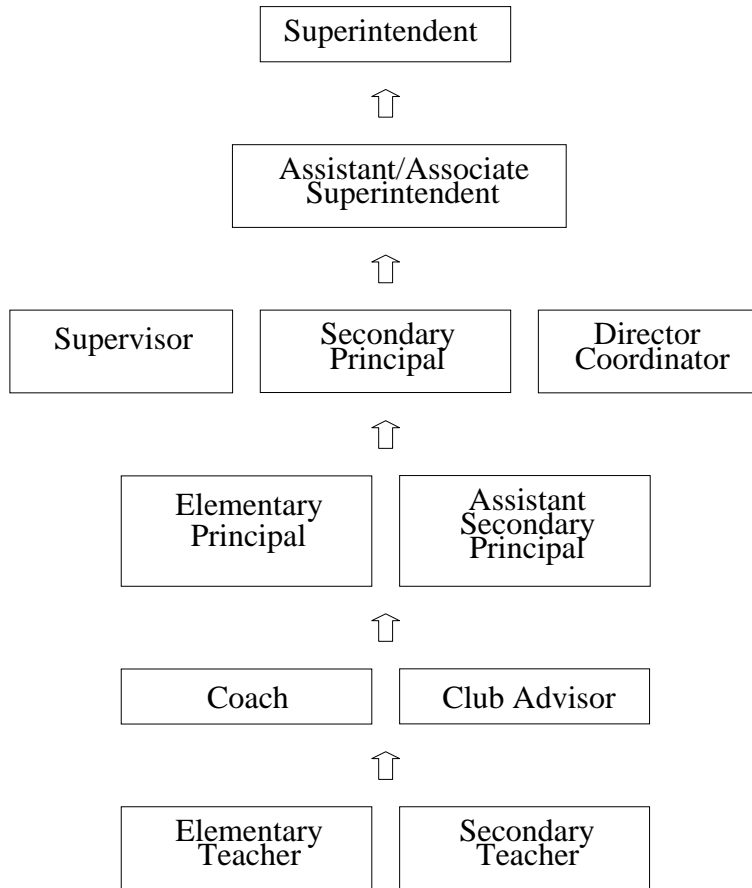 Superintendent
Assistant/Associate
Superintendent
Supervisor
Secondary
Principal
Director
Coordinator
Elementary
Principal
Assistant
Secondary
Principal
Coach
Club Advisor
Elementary
Teacher
Secondary
Teacher